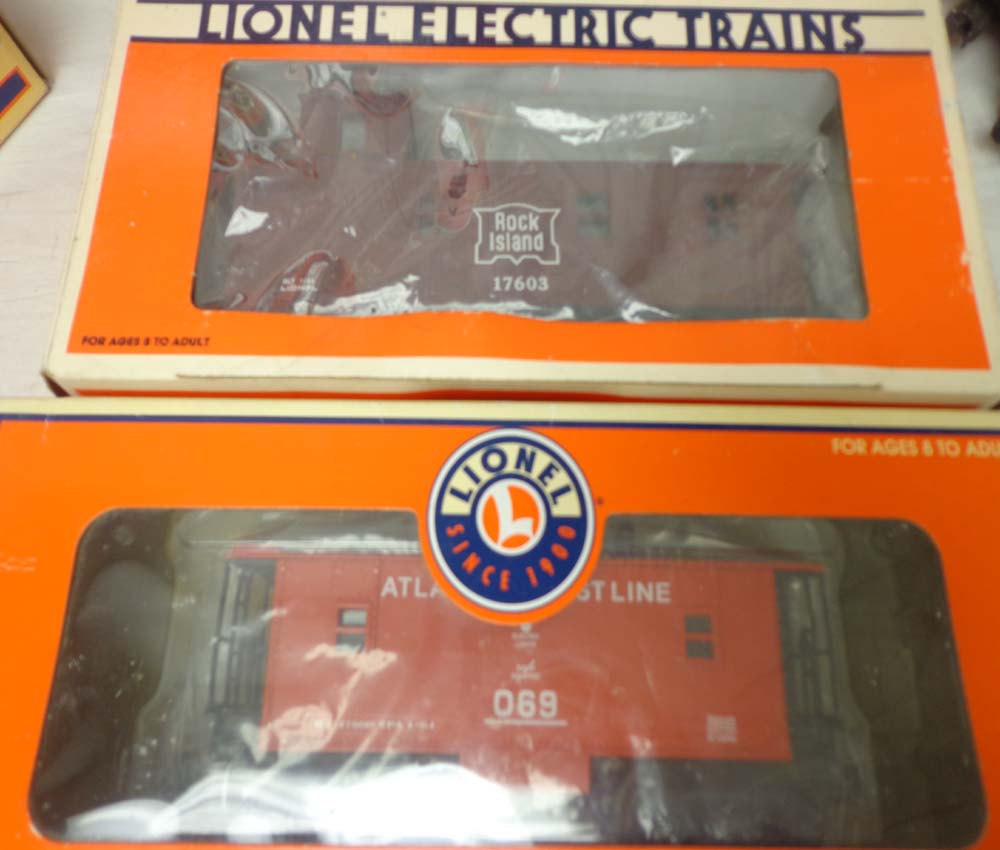 LIONEL ELECTRIC TRAINS
Rock
Island
17603
FOR AGES 8 TO ADULT
FOR AGES 8 TO ADU
LIONEL
SINCE 1900
L
ST LINE
069